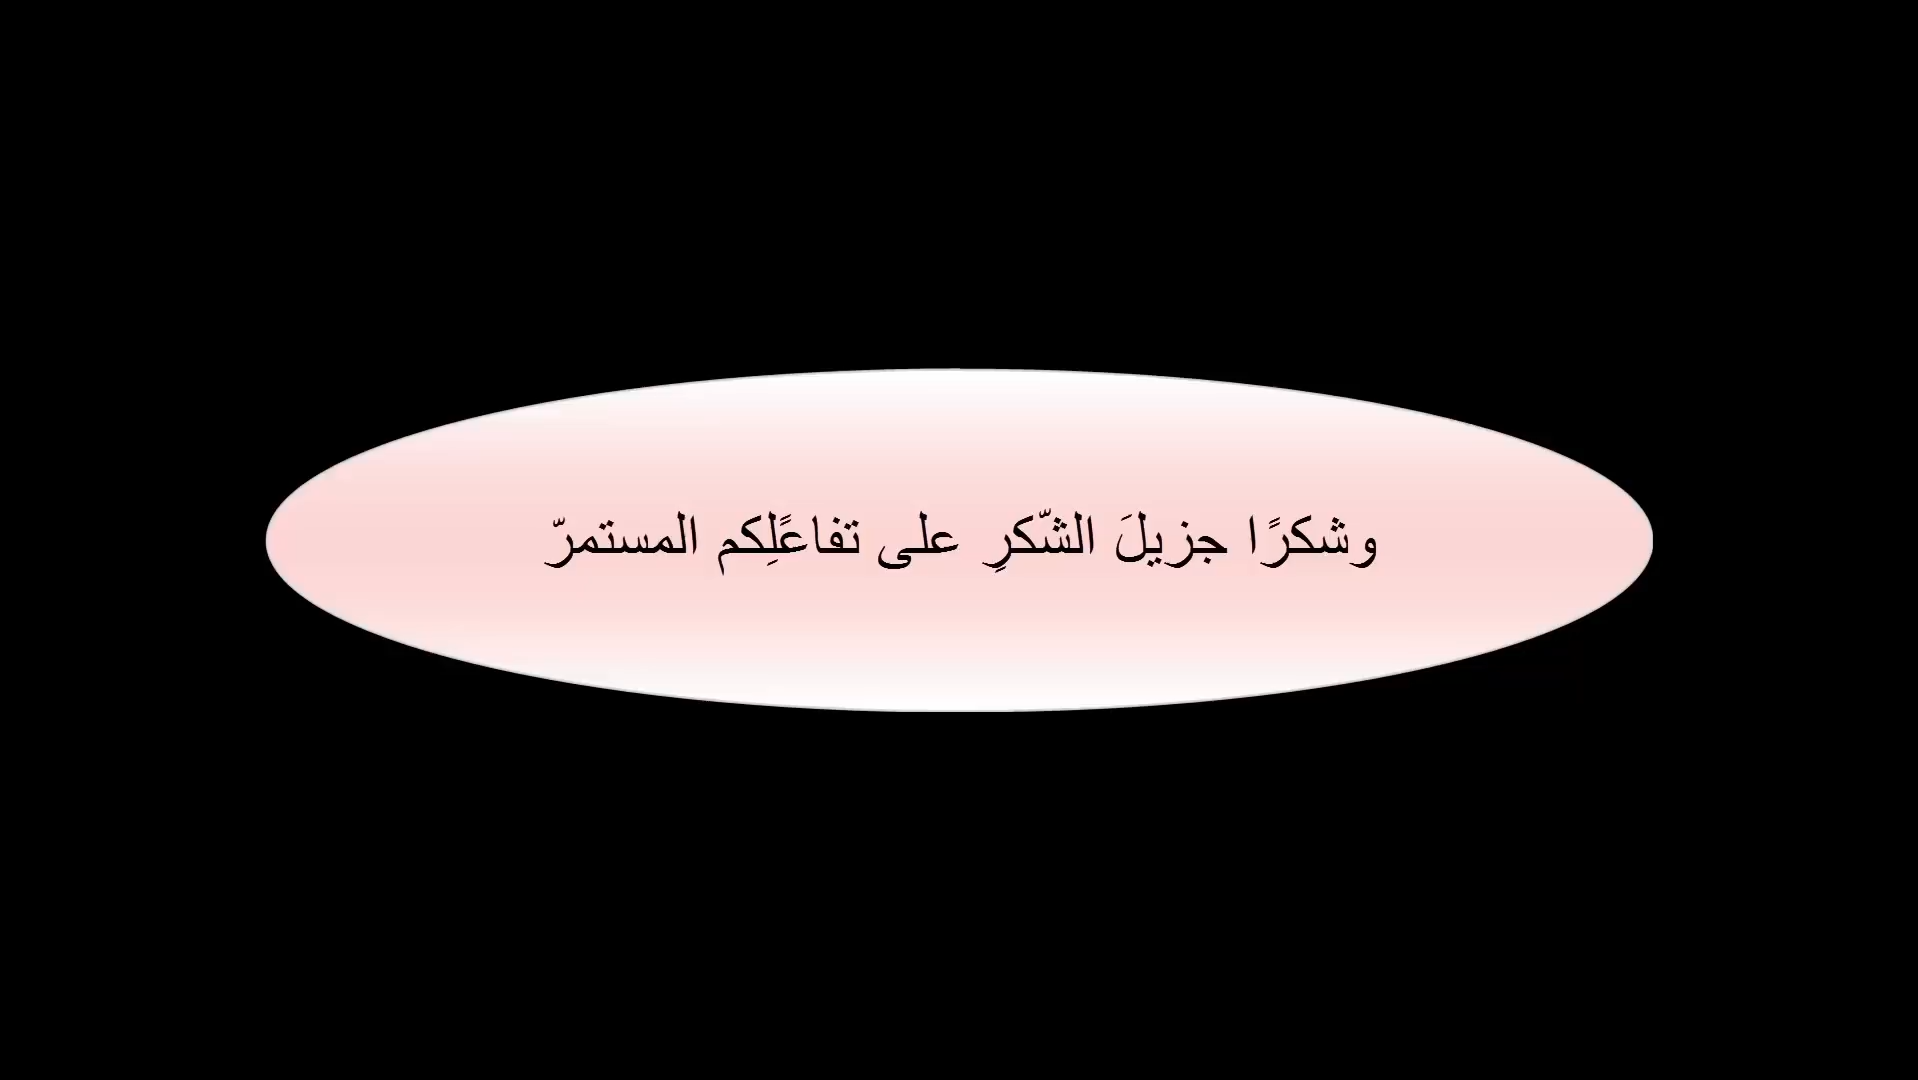 وشكرًا جزيلَ الشّكرٍ على تفاعًلِكم المستمرّ